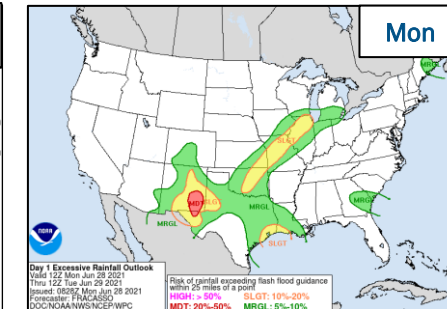 Mon
MRGL
SLGT
MDT
SLGT
MRGL
MRGL
MRGL
SLGT
NOAA
Day 1 Excessive Rainfall Outlook
Valid 12Z Mon Jun 28 2021
Thru 12Z Tue Jun 29 2021
Issued: 0828Z Mon Jun 28 2021
Forecaster: FRACASSO
DOC/NOAA/NWS/NCEP/WPC
Risk of rainfall exceeding flash flood guidance
within 25 miles of a point
HIGH: > 50% SLGT: 10%-20%
MDT: 20%-50% MRGL: 5%-10%